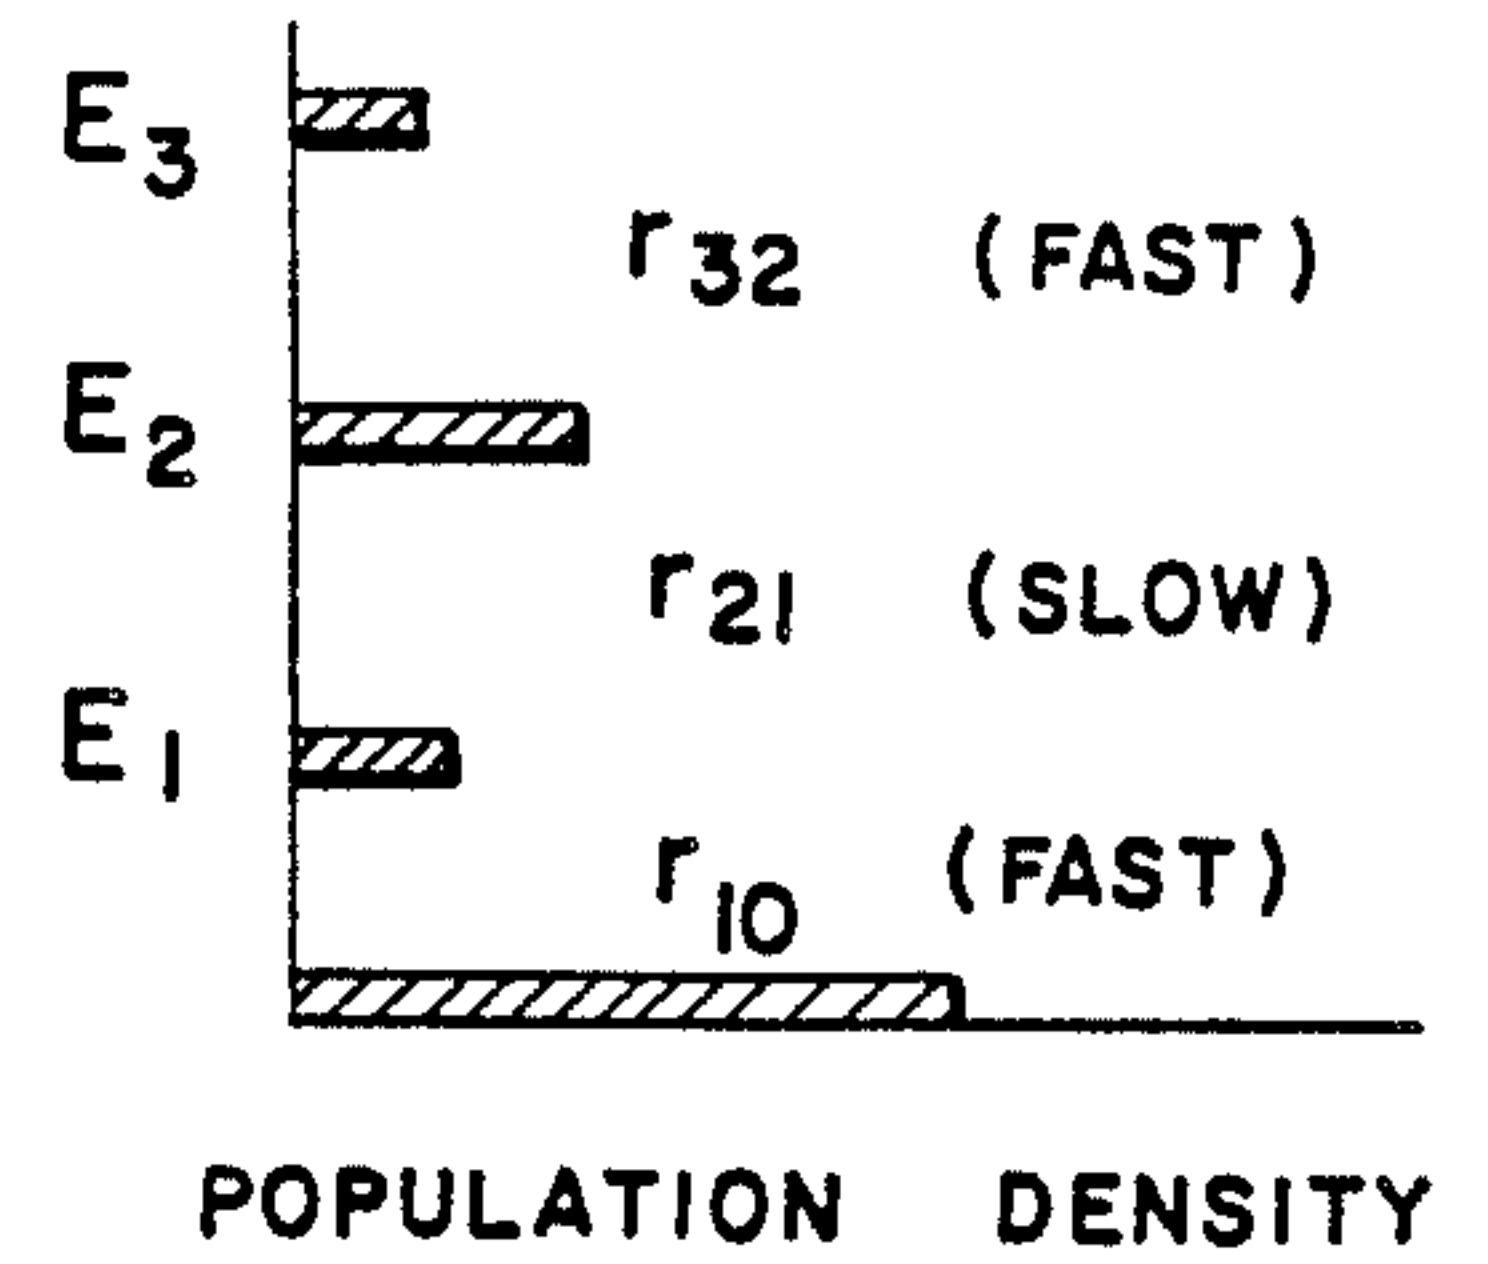 E3
r32 (FAST)
E2
r21 (SLOW)
E1
r10 (FAST)
POPULATION DENSITY